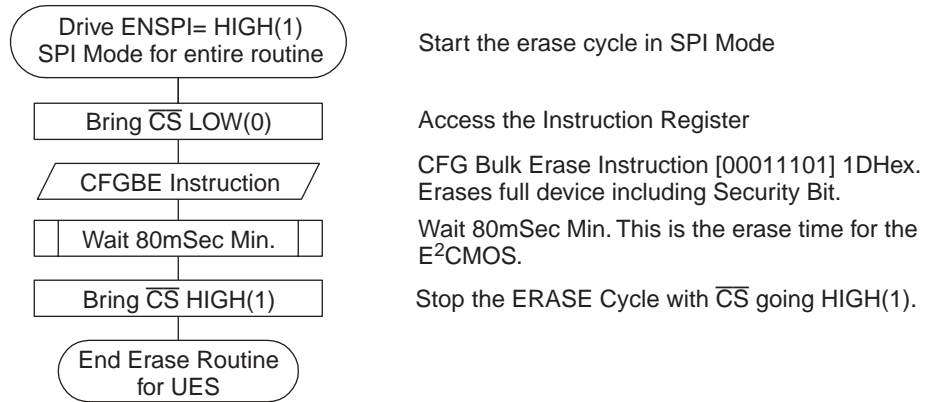 Drive ENSPI= HIGH(1)
SPI Mode for entire routine
Start the erase cycle in SPI Mode
Bring C̅S̅ LOW(0)
Access the Instruction Register
CFGBE Instruction
CFG Bulk Erase Instruction [00011101] 1DHex.
Erases full device including Security Bit.
Wait 80mSec Min.
Wait 80mSec Min. This is the erase time for the
E²CMOS.
Bring C̅S̅ HIGH(1)
Stop the ERASE Cycle with C̅S̅ going HIGH(1).
End Erase Routine
for UES